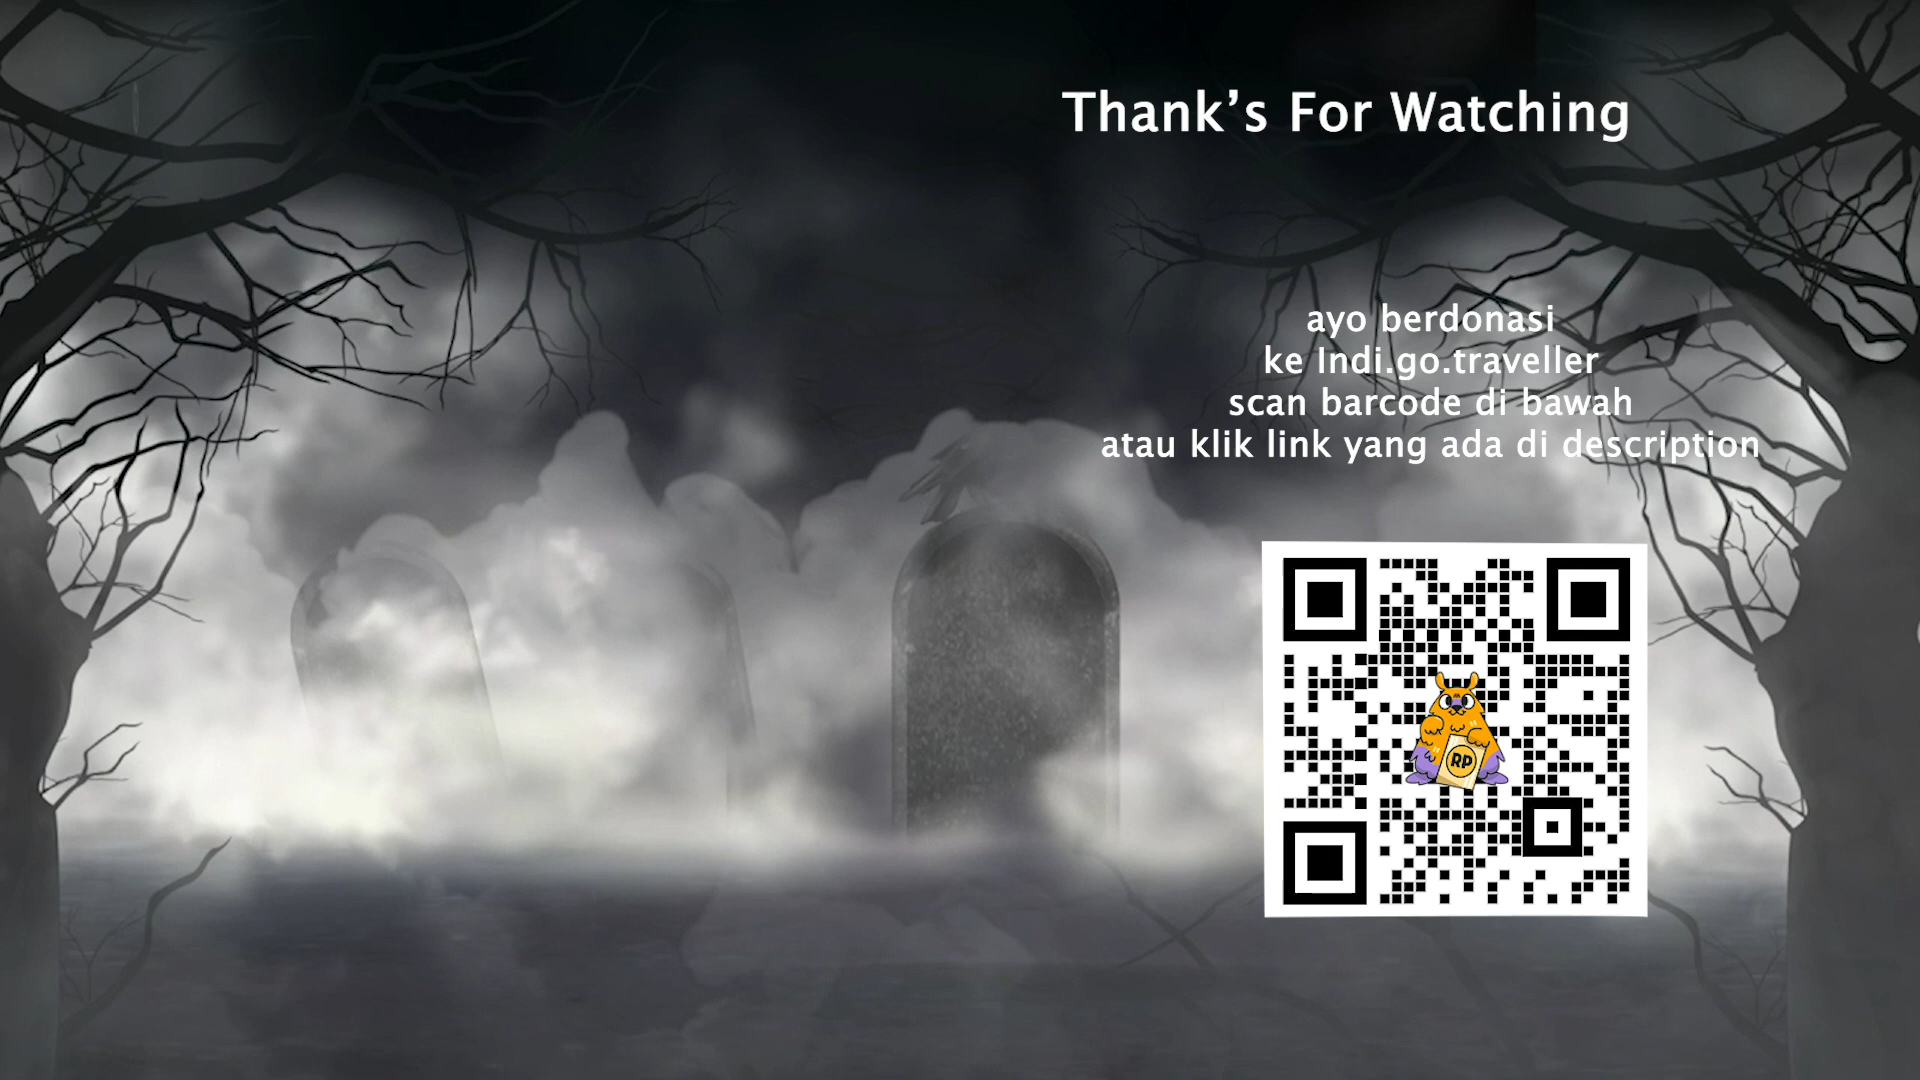 Thank’s For Watching
ayo berdonasi
ke Indi.go.traveller
scan barcode di bawah
atau klik link yang ada di description
RP